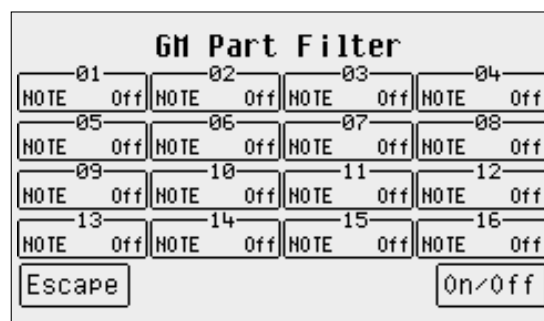 GM Part Filter
01 02 03 04
NOTE Off NOTE Off NOTE Off NOTE Off
05 06 07 08
NOTE Off NOTE Off NOTE Off NOTE Off
09 10 11 12
NOTE Off NOTE Off NOTE Off NOTE Off
13 14 15 16
NOTE Off NOTE Off NOTE Off NOTE Off
Escape On/Off